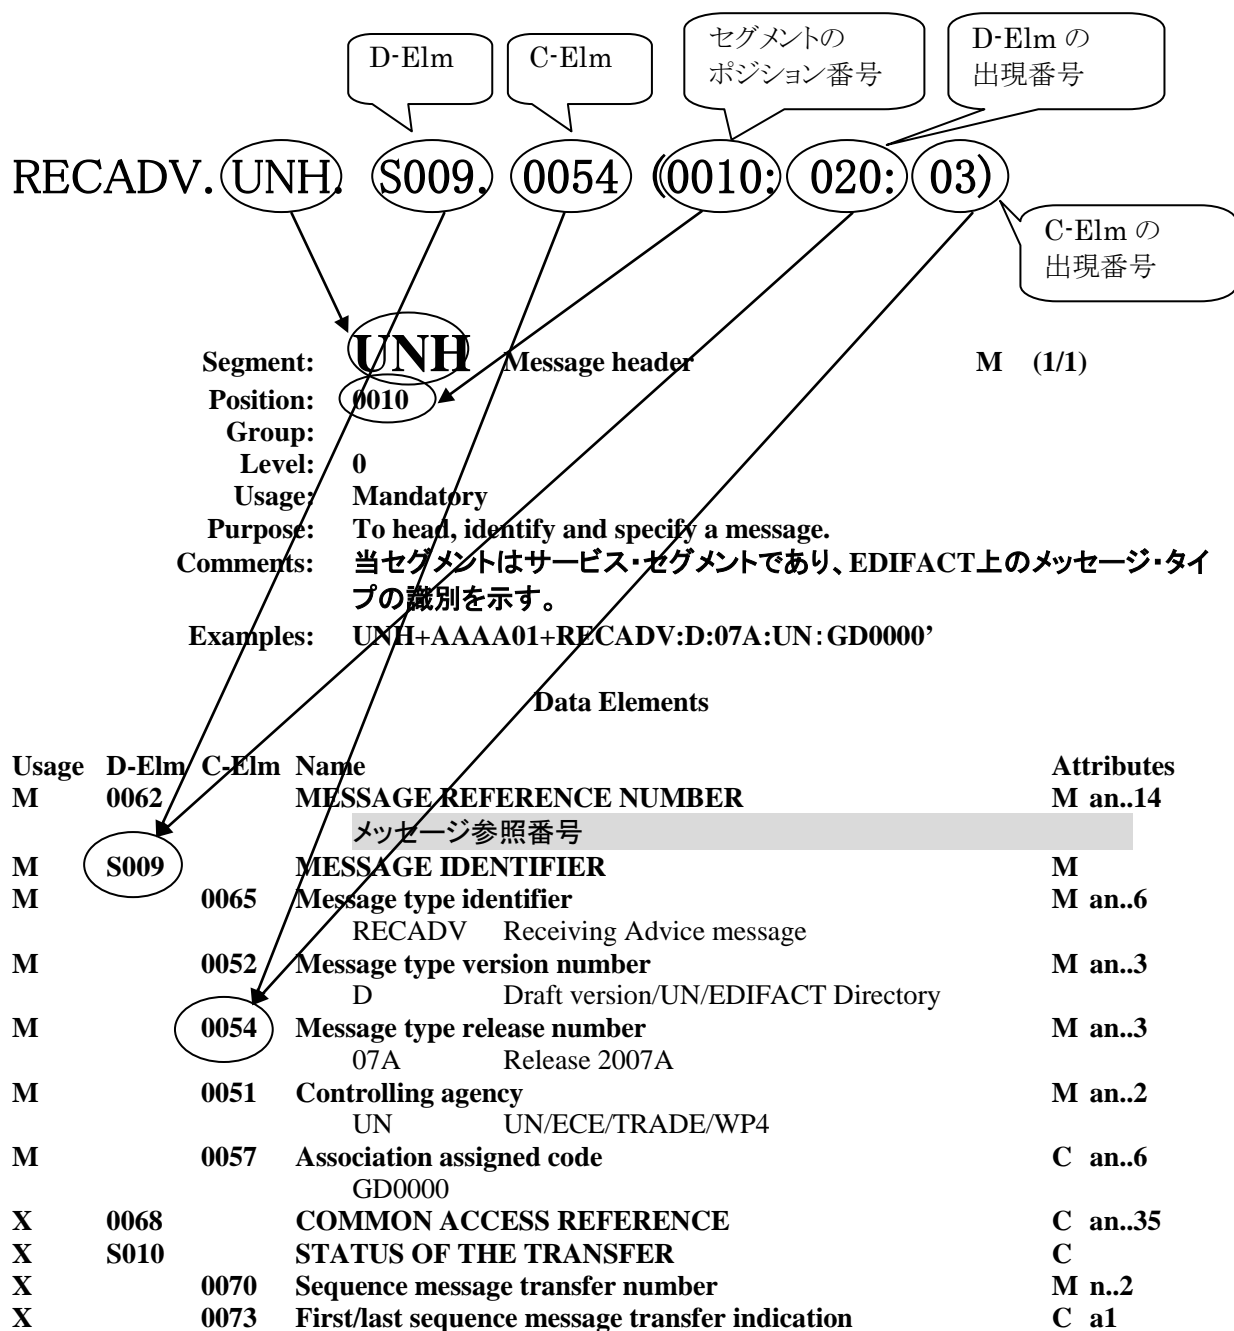 D-Elm
C-Elm
セグメントの
ポジション番号
D-Elm の
出現番号
RECADV.UNH. S009. 0054 (0010: 020: 03)
C-Elm の
出現番号
Segment: UNH Message header M (1/1)
Position: 0010
Group:
Level: 0
Usage: Mandatory
Purpose: To head, identify and specify a message.
Comments: 当セグメントはサービス・セグメントであり、EDIFACT上のメッセージ・タイ
プの識別を示す。
Examples: UNH+AAAA01+RECADV:D:07A:UN:GD0000’
Data Elements
Usage D-Elm C-Elm Name Attributes
M 0062 MESSAGE REFERENCE NUMBER M an..14
メッセージ参照番号
M S009 MESSAGE IDENTIFIER M
M 0065 Message type identifier M an..6
RECADV Receiving Advice message
M 0052 Message type version number M an..3
D Draft version/UN/EDIFACT Directory
M 0054 Message type release number M an..3
07A Release 2007A
M 0051 Controlling agency M an..2
UN UN/ECE/TRADE/WP4
M 0057 Association assigned code C an..6
GD0000
X 0068 COMMON ACCESS REFERENCE C an..35
X S010 STATUS OF THE TRANSFER C
X 0070 Sequence message transfer number M n..2
X 0073 First/last sequence message transfer indication C a1